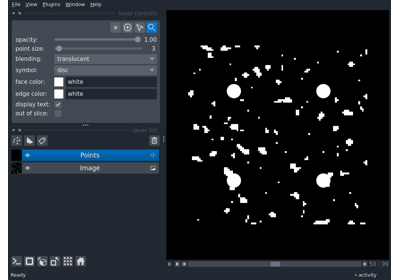 File View Plugins Window Help
layer controls
opacity: 1.00
point size: 3
blending: translucent
symbol: disc
face color: white
edge color: white
display text:
out of slice:
layer list
Points
Image
50 99
Ready
activity